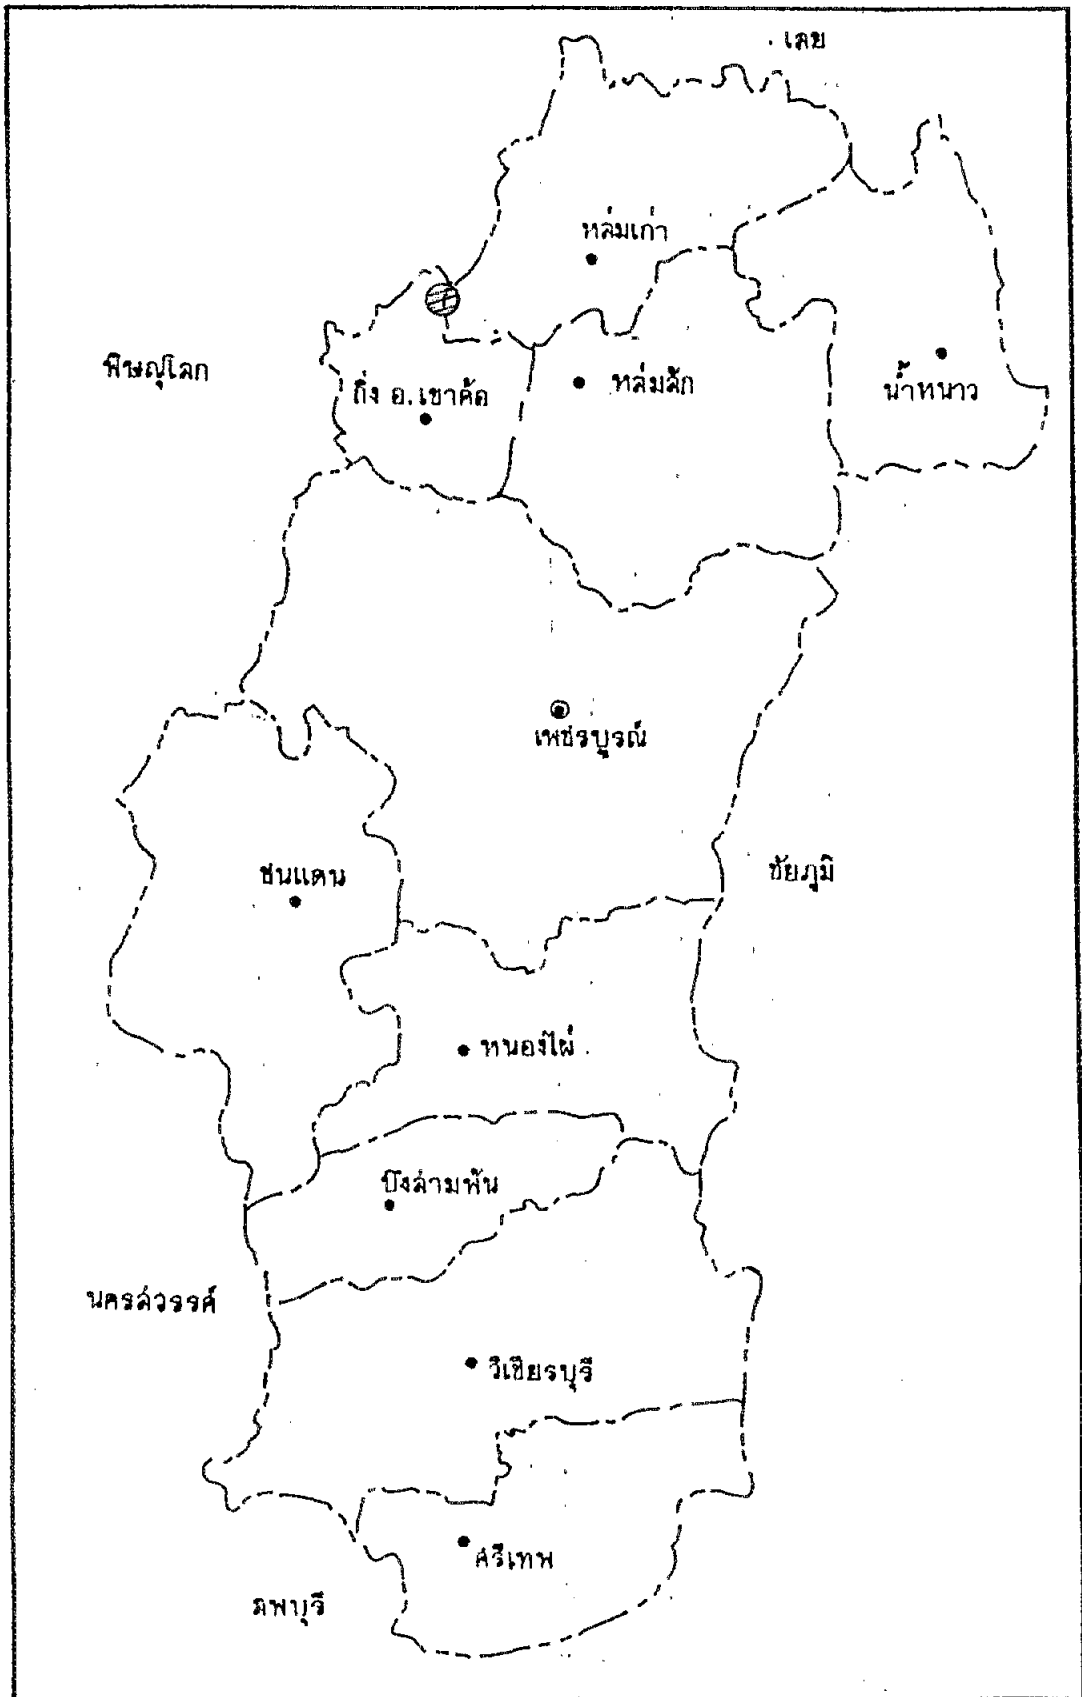 เลย
หล่มเก่า
พิษณุโลก
กิ่ง อ.เขาค้อ
หล่มสัก
น้ำหนาว
เพชรบูรณ์
ชนแดน
ชัยภูมิ
หนองไผ่
บึงสามพัน
นครสวรรค์
วิเชียรบุรี
ศรีเทพ
ลพบุรี